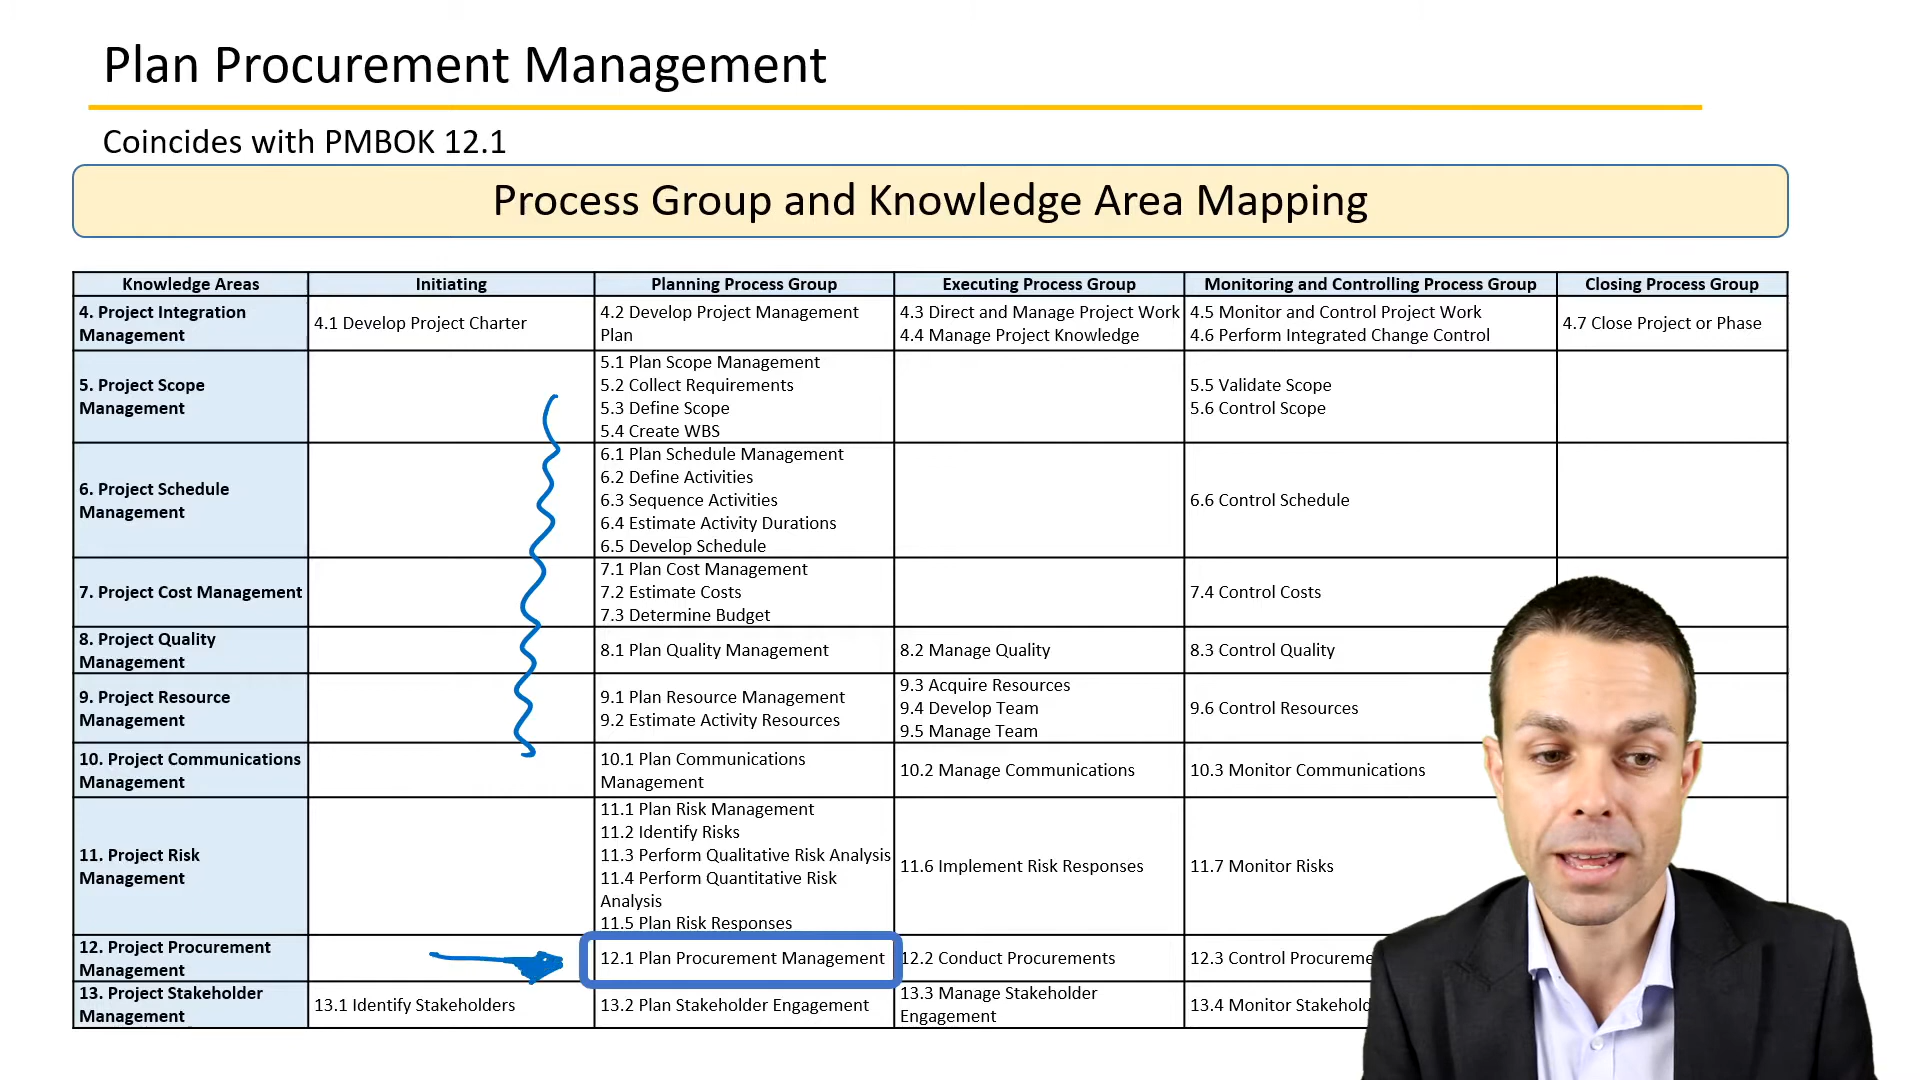 Plan Procurement Management
Coincides with PMBOK 12.1
Process Group and Knowledge Area Mapping
Knowledge Areas
Initiating
Planning Process Group
Executing Process Group
Monitoring and Controlling Process Group
Closing Process Group
4. Project Integration
Management
4.1 Develop Project Charter
4.2 Develop Project Management
Plan
4.3 Direct and Manage Project Work
4.4 Manage Project Knowledge
4.5 Monitor and Control Project Work
4.6 Perform Integrated Change Control
4.7 Close Project or Phase
5. Project Scope
Management
5.1 Plan Scope Management
5.2 Collect Requirements
5.3 Define Scope
5.4 Create WBS
5.5 Validate Scope
5.6 Control Scope
6. Project Schedule
Management
6.1 Plan Schedule Management
6.2 Define Activities
6.3 Sequence Activities
6.4 Estimate Activity Durations
6.5 Develop Schedule
6.6 Control Schedule
7. Project Cost Management
7.1 Plan Cost Management
7.2 Estimate Costs
7.3 Determine Budget
7.4 Control Costs
8. Project Quality
Management
8.1 Plan Quality Management
8.2 Manage Quality
8.3 Control Quality
9. Project Resource
Management
9.1 Plan Resource Management
9.2 Estimate Activity Resources
9.3 Acquire Resources
9.4 Develop Team
9.5 Manage Team
9.6 Control Resources
10. Project Communications
Management
10.1 Plan Communications
Management
10.2 Manage Communications
10.3 Monitor Communications
11. Project Risk
Management
11.1 Plan Risk Management
11.2 Identify Risks
11.3 Perform Qualitative Risk Analysis
11.4 Perform Quantitative Risk
Analysis
11.5 Plan Risk Responses
11.6 Implement Risk Responses
11.7 Monitor Risks
12. Project Procurement
Management
12.1 Plan Procurement Management
12.2 Conduct Procurements
12.3 Control Procureme
13. Project Stakeholder
Management
13.1 Identify Stakeholders
13.2 Plan Stakeholder Engagement
13.3 Manage Stakeholder
Engagement
13.4 Monitor Stakehold